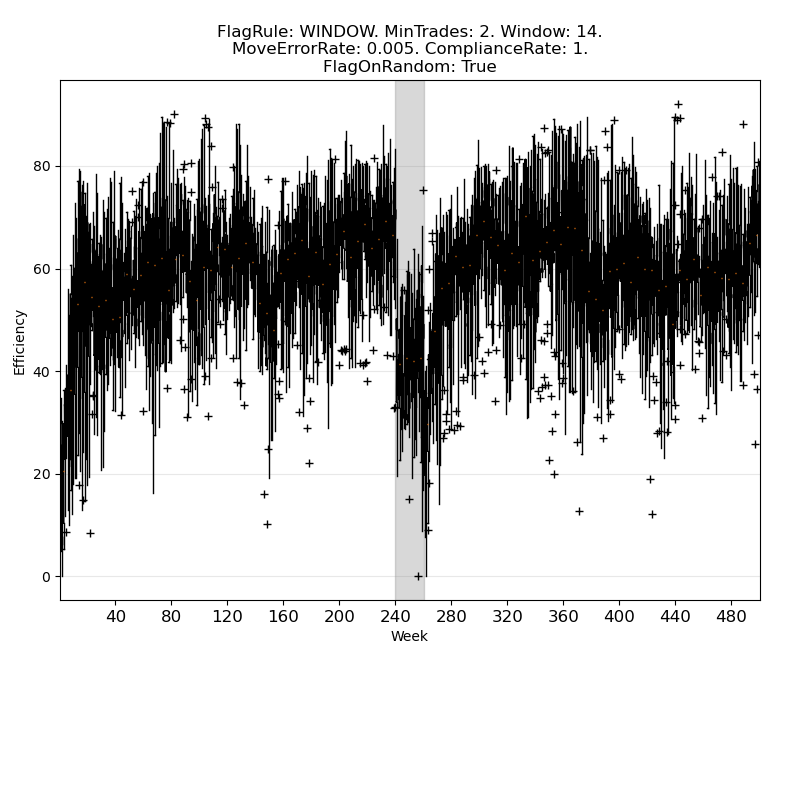 FlagRule: WINDOW. MinTrades: 2. Window: 14.
MoveErrorRate: 0.005. ComplianceRate: 1.
FlagOnRandom: True
80
60
40
20
0
Efficiency
40 80 120 160 200 240 280 320 360 400 440 480
Week